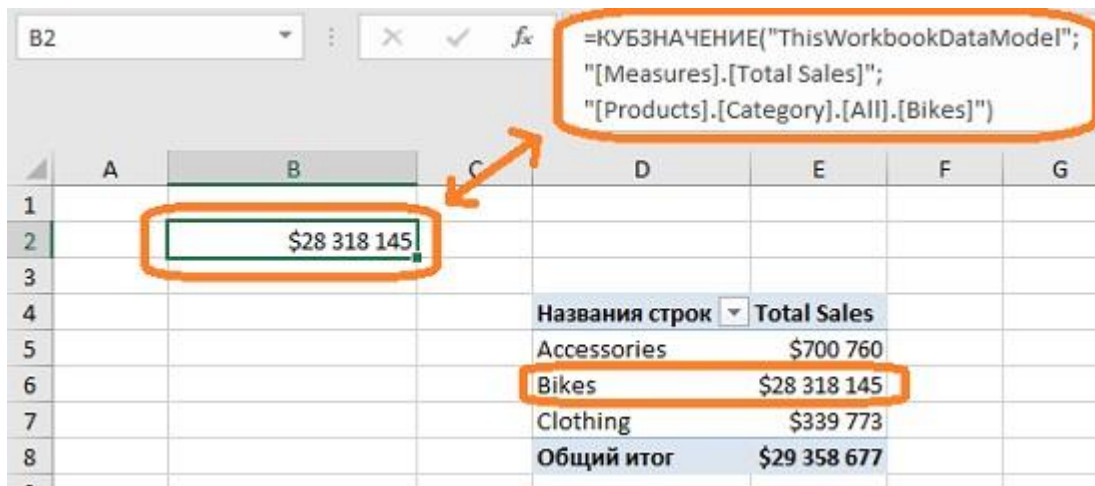 B2 fx =КУБЗНАЧЕНИЕ("ThisWorkbookDataModel";
"[Measures].[Total Sales]";
"[Products].[Category].[All].[Bikes]")
A B C D E F G
1
2 $28 318 145
3
4 Названия строк Total Sales
5 Accessories $700 760
6 Bikes $28 318 145
7 Clothing $339 773
8 Общий итог $29 358 677